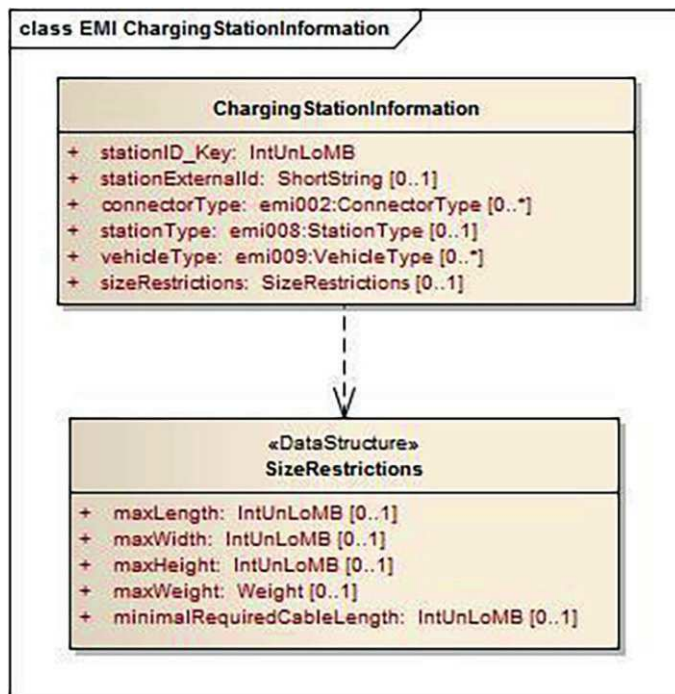 class EMI ChargingStationInformation
ChargingStationInformation
+ stationID_Key: IntUnLoMB
+ stationExternalId: ShortString [0..1]
+ connectorType: emi002:ConnectorType [0..*]
+ stationType: emi008:StationType [0..1]
+ vehicleType: emi009:VehicleType [0..*]
+ sizeRestrictions: SizeRestrictions [0..1]
«DataStructure»
SizeRestrictions
+ maxLength: IntUnLoMB [0..1]
+ maxWidth: IntUnLoMB [0..1]
+ maxHeight: IntUnLoMB [0..1]
+ maxWeight: Weight [0..1]
+ minimalRequiredCableLength: IntUnLoMB [0..1]